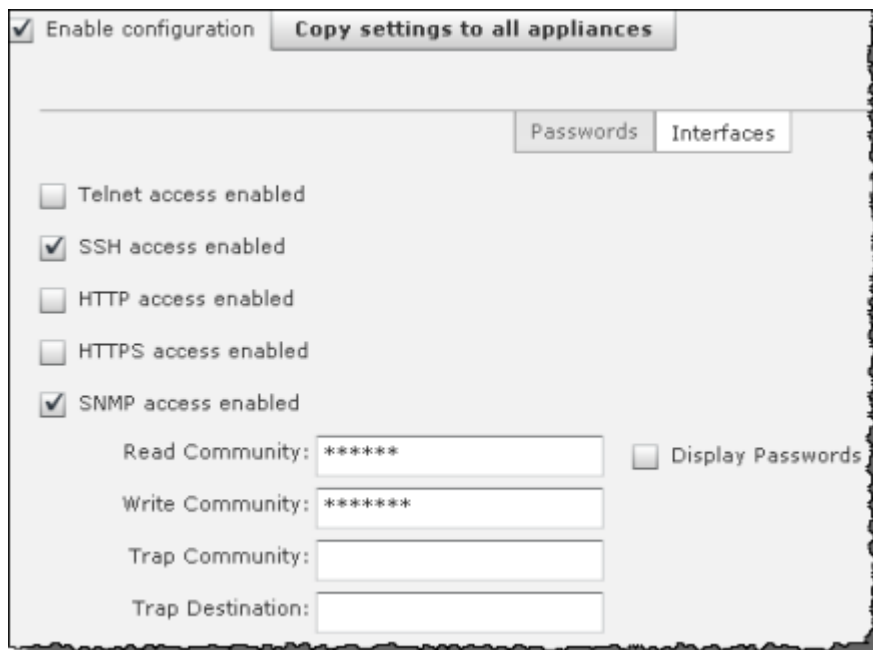 Enable configuration Copy settings to all appliances
Passwords Interfaces
Telnet access enabled
SSH access enabled
HTTP access enabled
HTTPS access enabled
SNMP access enabled
Read Community: ****** Display Passwords
Write Community: *******
Trap Community:
Trap Destination: